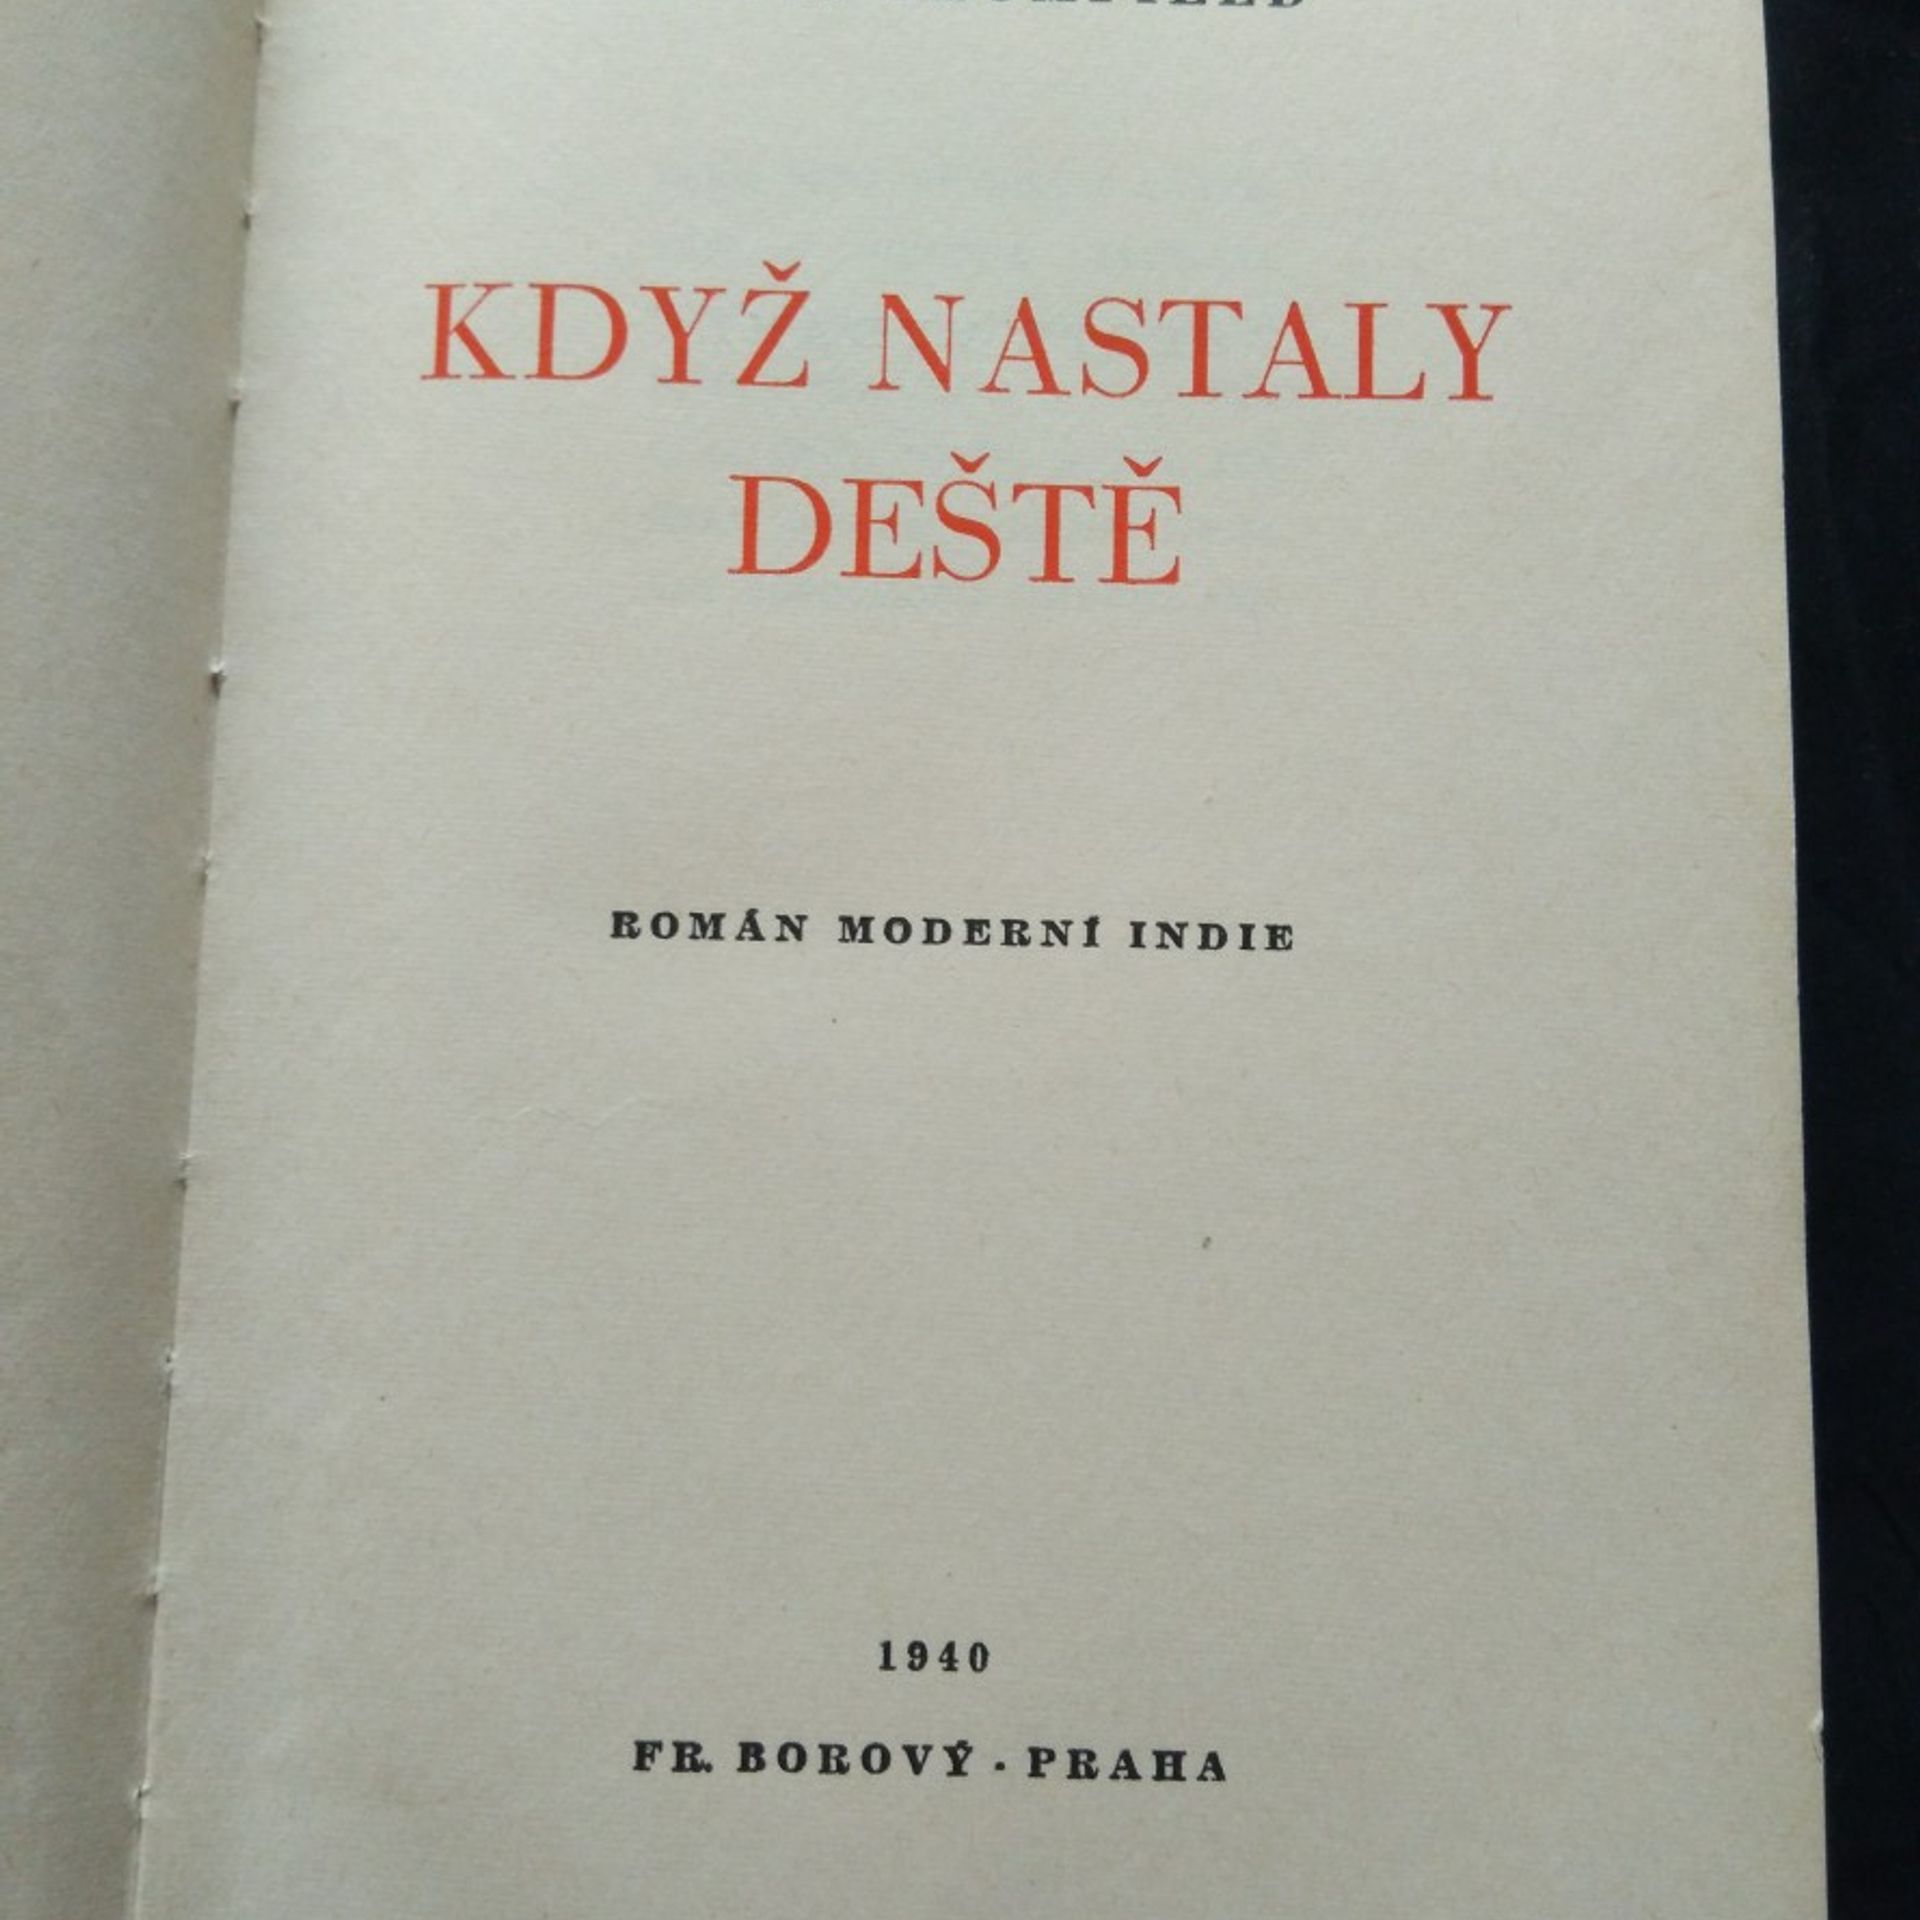 KDYŽ NASTALY
DEŠTĚ
ROMÁN MODERNÍ INDIE
1940
FR. BOROVÝ · PRAHA